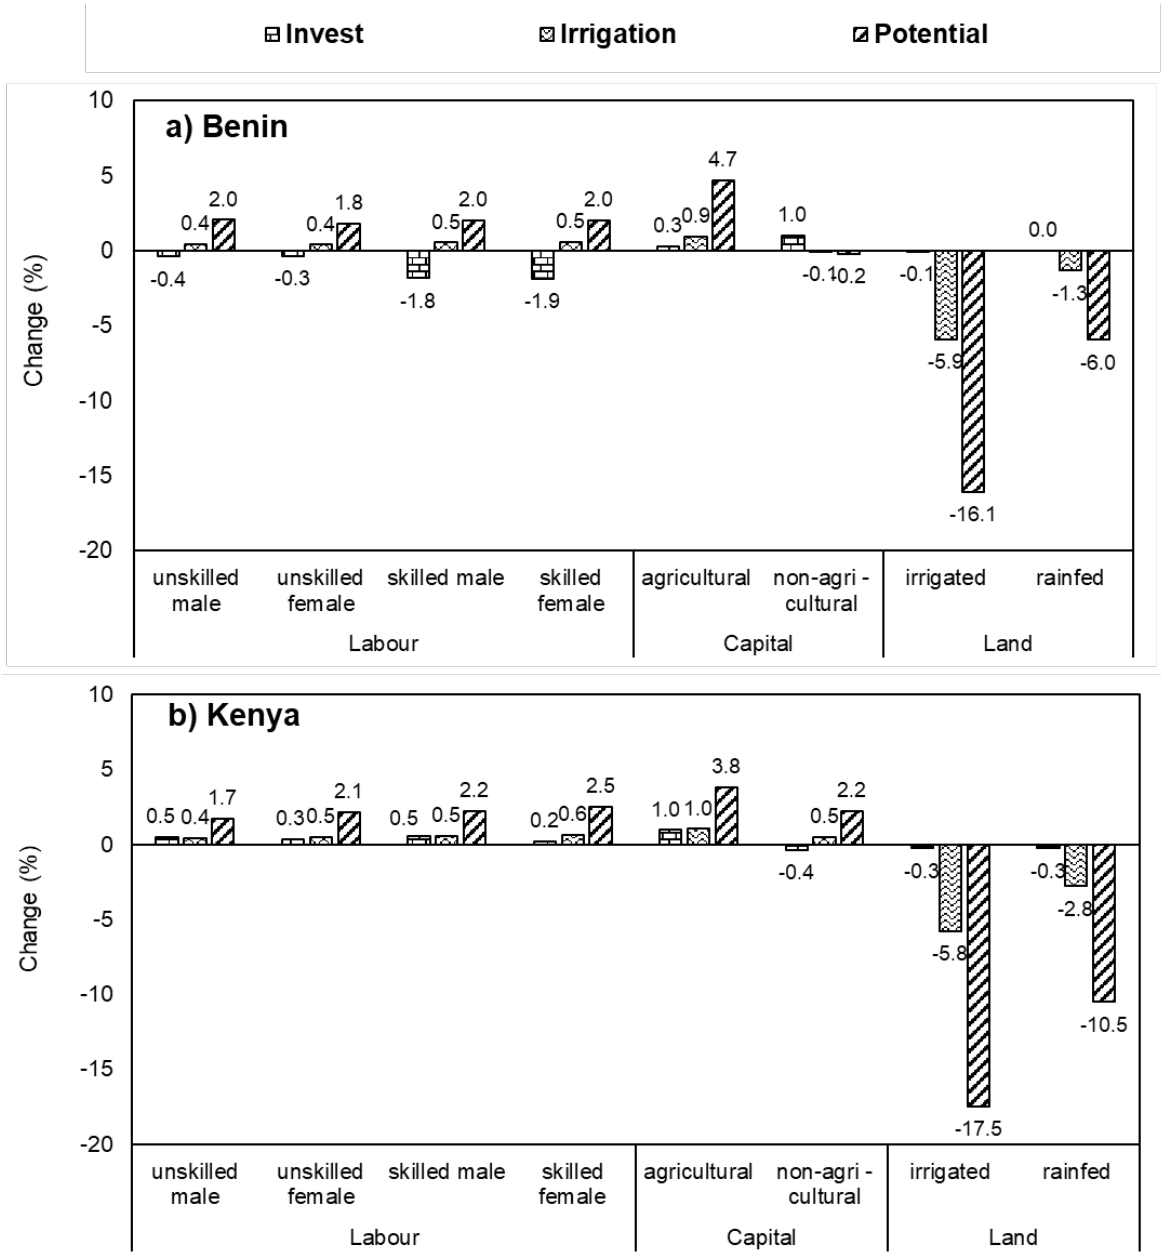 Invest Irrigation Potential
a) Benin
Change (%)
10
5
0
-5
-10
-15
-20
-0.4 0.4 2.0
-0.3 0.4 1.8
-1.8 0.5 2.0
-1.9 0.5 2.0
0.3 0.9 4.7
1.0 -0.1 -0.2
-0.1 -5.9 -16.1
0.0 -1.3 -6.0
unskilled male
unskilled female
skilled male
skilled female
agricultural
non-agri - cultural
irrigated
rainfed
Labour Capital Land
b) Kenya
Change (%)
10
5
0
-5
-10
-15
-20
0.5 0.4 1.7
0.3 0.5 2.1
0.5 0.5 2.2
0.2 0.6 2.5
1.0 1.0 3.8
-0.4 0.5 2.2
-0.3 -5.8 -17.5
-0.3 -2.8 -10.5
unskilled male
unskilled female
skilled male
skilled female
agricultural
non-agri - cultural
irrigated
rainfed
Labour Capital Land